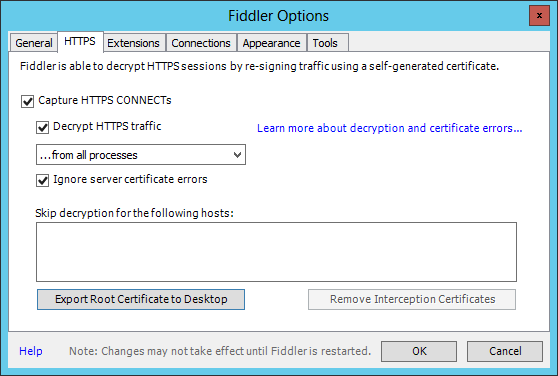 Fiddler Options
x
General HTTPS Extensions Connections Appearance Tools
Fiddler is able to decrypt HTTPS sessions by re-signing traffic using a self-generated certificate.
Capture HTTPS CONNECTs
Decrypt HTTPS traffic Learn more about decryption and certificate errors...
...from all processes
Ignore server certificate errors
Skip decryption for the following hosts:
Export Root Certificate to Desktop Remove Interception Certificates
Help Note: Changes may not take effect until Fiddler is restarted. OK Cancel